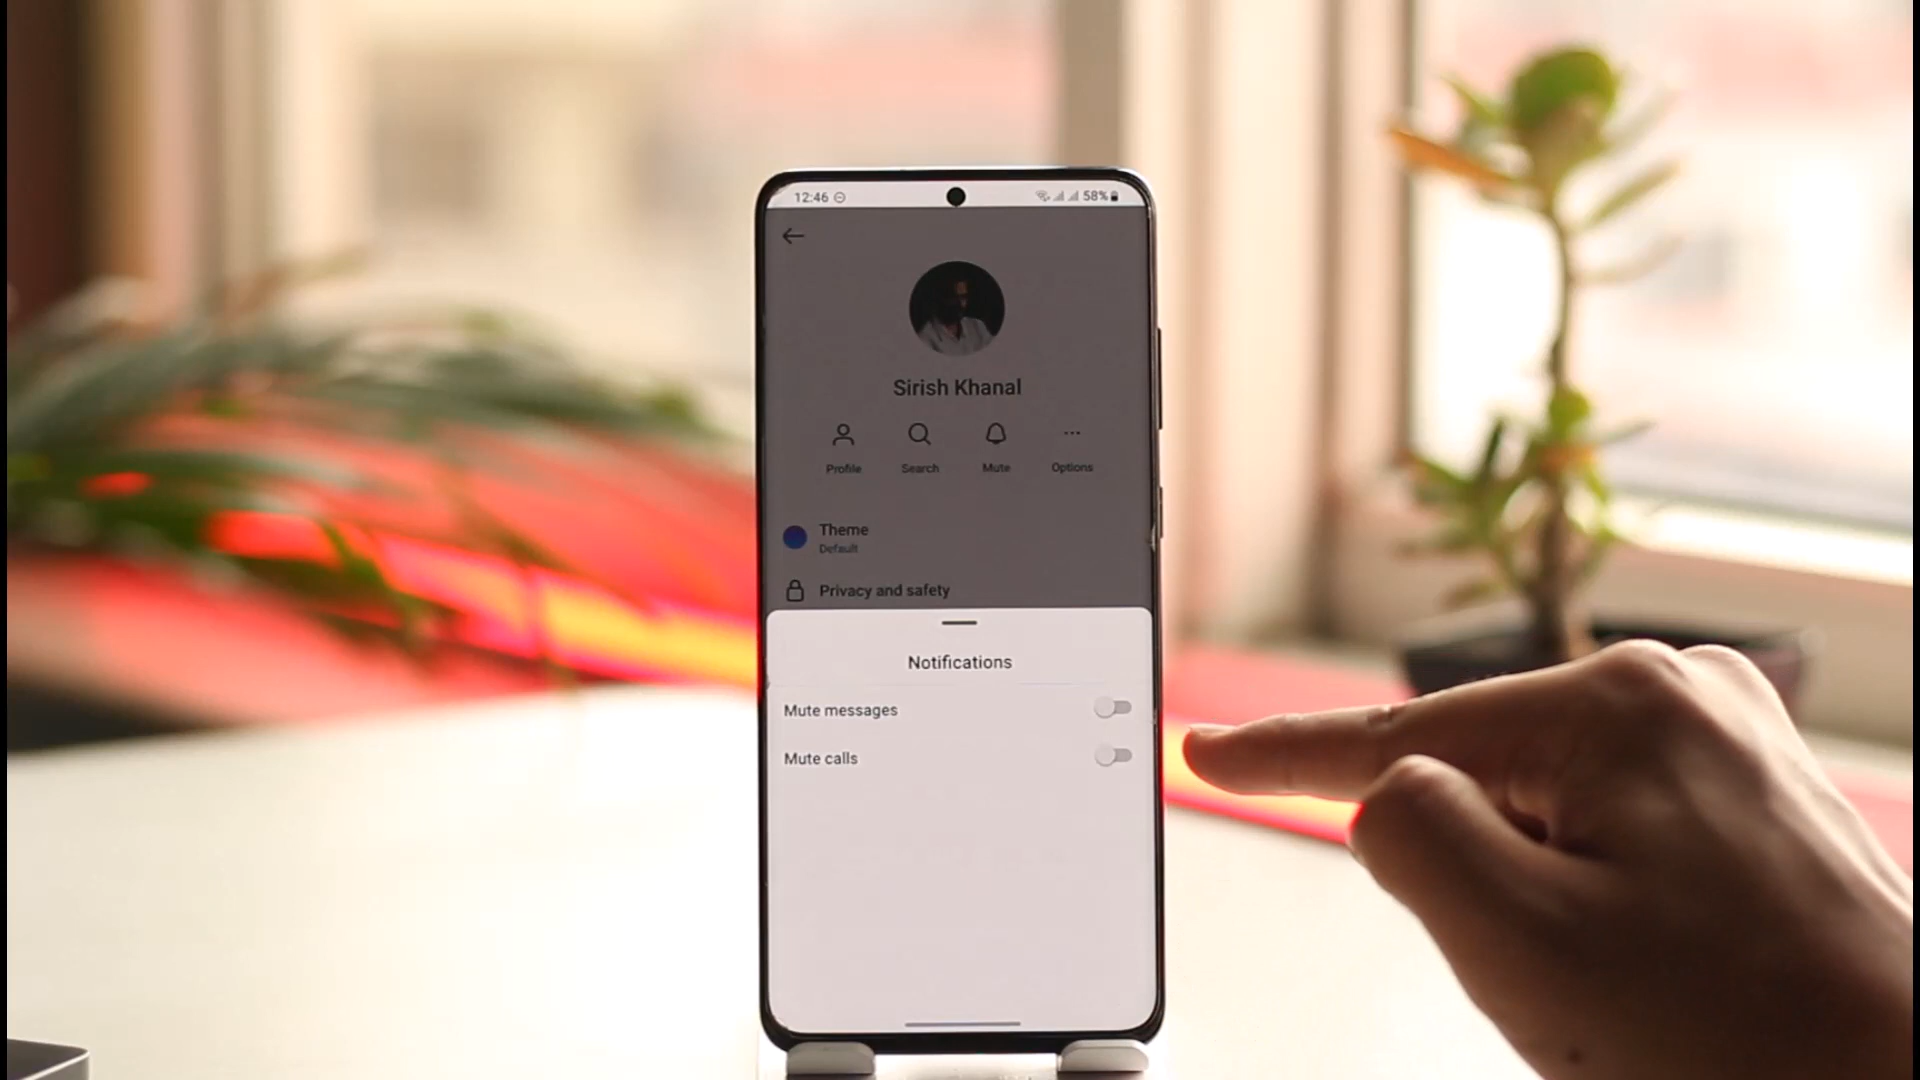 12:46 58%
Sirish Khanal
Profile Search Mute Options
Theme
Default
Privacy and safety
Notifications
Mute messages
Mute calls